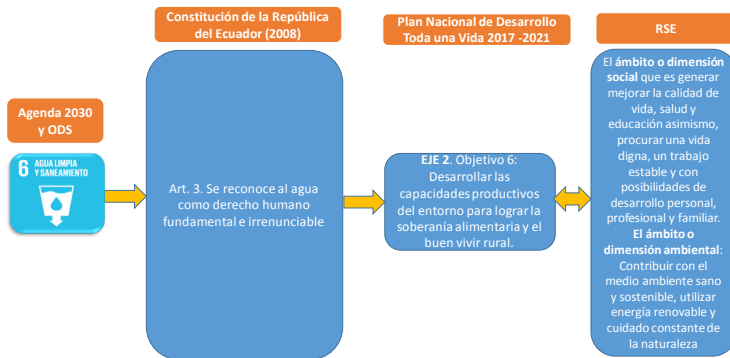 Agenda 2030
y ODS
6 AGUA LIMPIA
Y SANEAMIENTO
Constitución de la República
del Ecuador (2008)
Art. 3. Se reconoce al agua
como derecho humano
fundamental e irrenunciable
Plan Nacional de Desarrollo
Toda una Vida 2017 -2021
EJE 2. Objetivo 6:
Desarrollar las
capacidades productivos
del entorno para lograr la
soberanía alimentaria y el
buen vivir rural.
RSE
El ámbito o dimensión
social que es generar
mejorar la calidad de
vida, salud y
educación asimismo,
procurar una vida
digna, un trabajo
estable y con
posibilidades de
desarrollo personal,
profesional y familiar.
El ámbito o
dimensión ambiental:
Contribuir con el
medio ambiente sano
y sostenible, utilizar
energía renovable y
cuidado constante de
la naturaleza